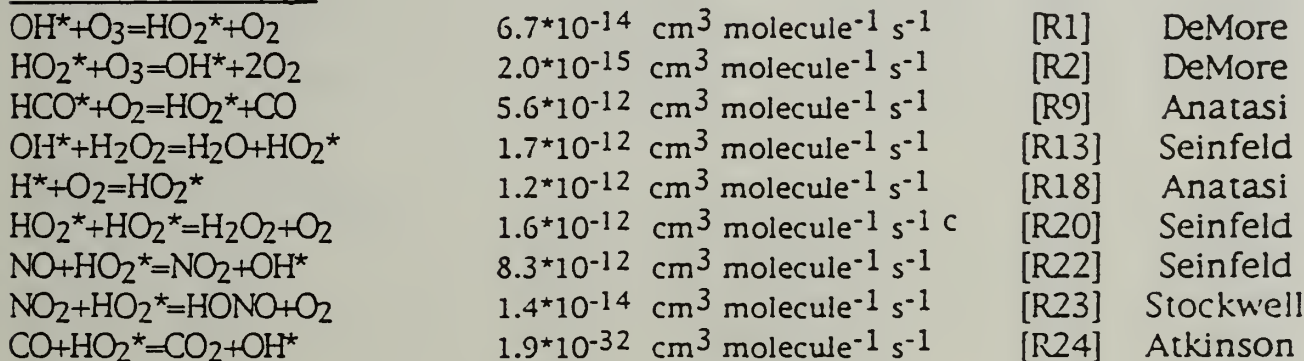 OH*+O3=HO2*+O2 6.7*10-14 cm3 molecule-1 s-1 [R1] DeMore
HO2*+O3=OH*+2O2 2.0*10-15 cm3 molecule-1 s-1 [R2] DeMore
HCO*+O2=HO2*+CO 5.6*10-12 cm3 molecule-1 s-1 [R9] Anatasi
OH*+H2O2=H2O+HO2* 1.7*10-12 cm3 molecule-1 s-1 [R13] Seinfeld
H*+O2=HO2* 1.2*10-12 cm3 molecule-1 s-1 [R18] Anatasi
HO2*+HO2*=H2O2+O2 1.6*10-12 cm3 molecule-1 s-1 c [R20] Seinfeld
NO+HO2*=NO2+OH* 8.3*10-12 cm3 molecule-1 s-1 [R22] Seinfeld
NO2+HO2*=HONO+O2 1.4*10-14 cm3 molecule-1 s-1 [R23] Stockwell
CO+HO2*=CO2+OH* 1.9*10-32 cm3 molecule-1 s-1 [R24] Atkinson